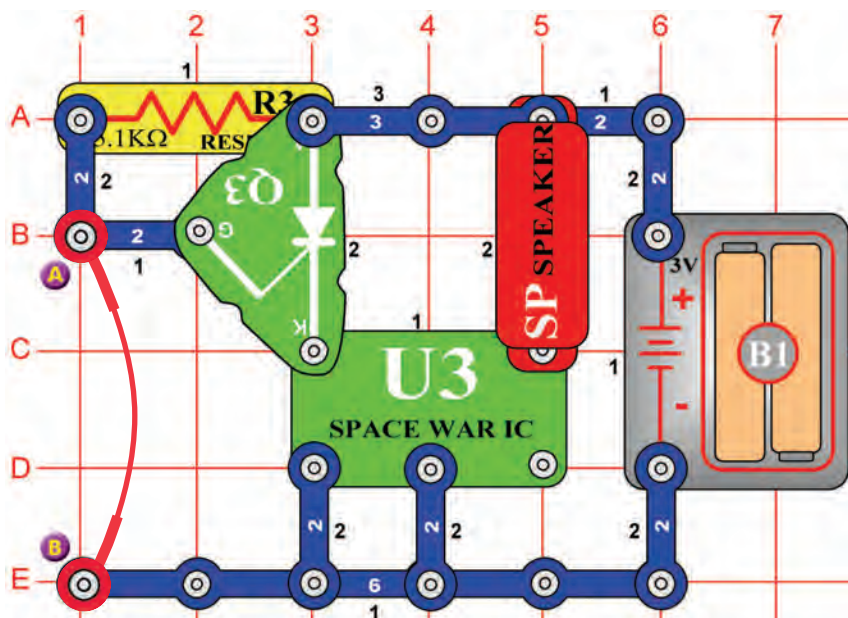 1 2 3 4 5 6 7
1
A R3 3 1
3 2
5.1KΩ RES SPEAKER
2 2 Q3 A 2 2
B 2 G
A 1 2 2 3V
+
K SP
C 1 1 B1
U3
SPACE WAR IC -
D
2 2 2 2 2 2
B
E 6
1